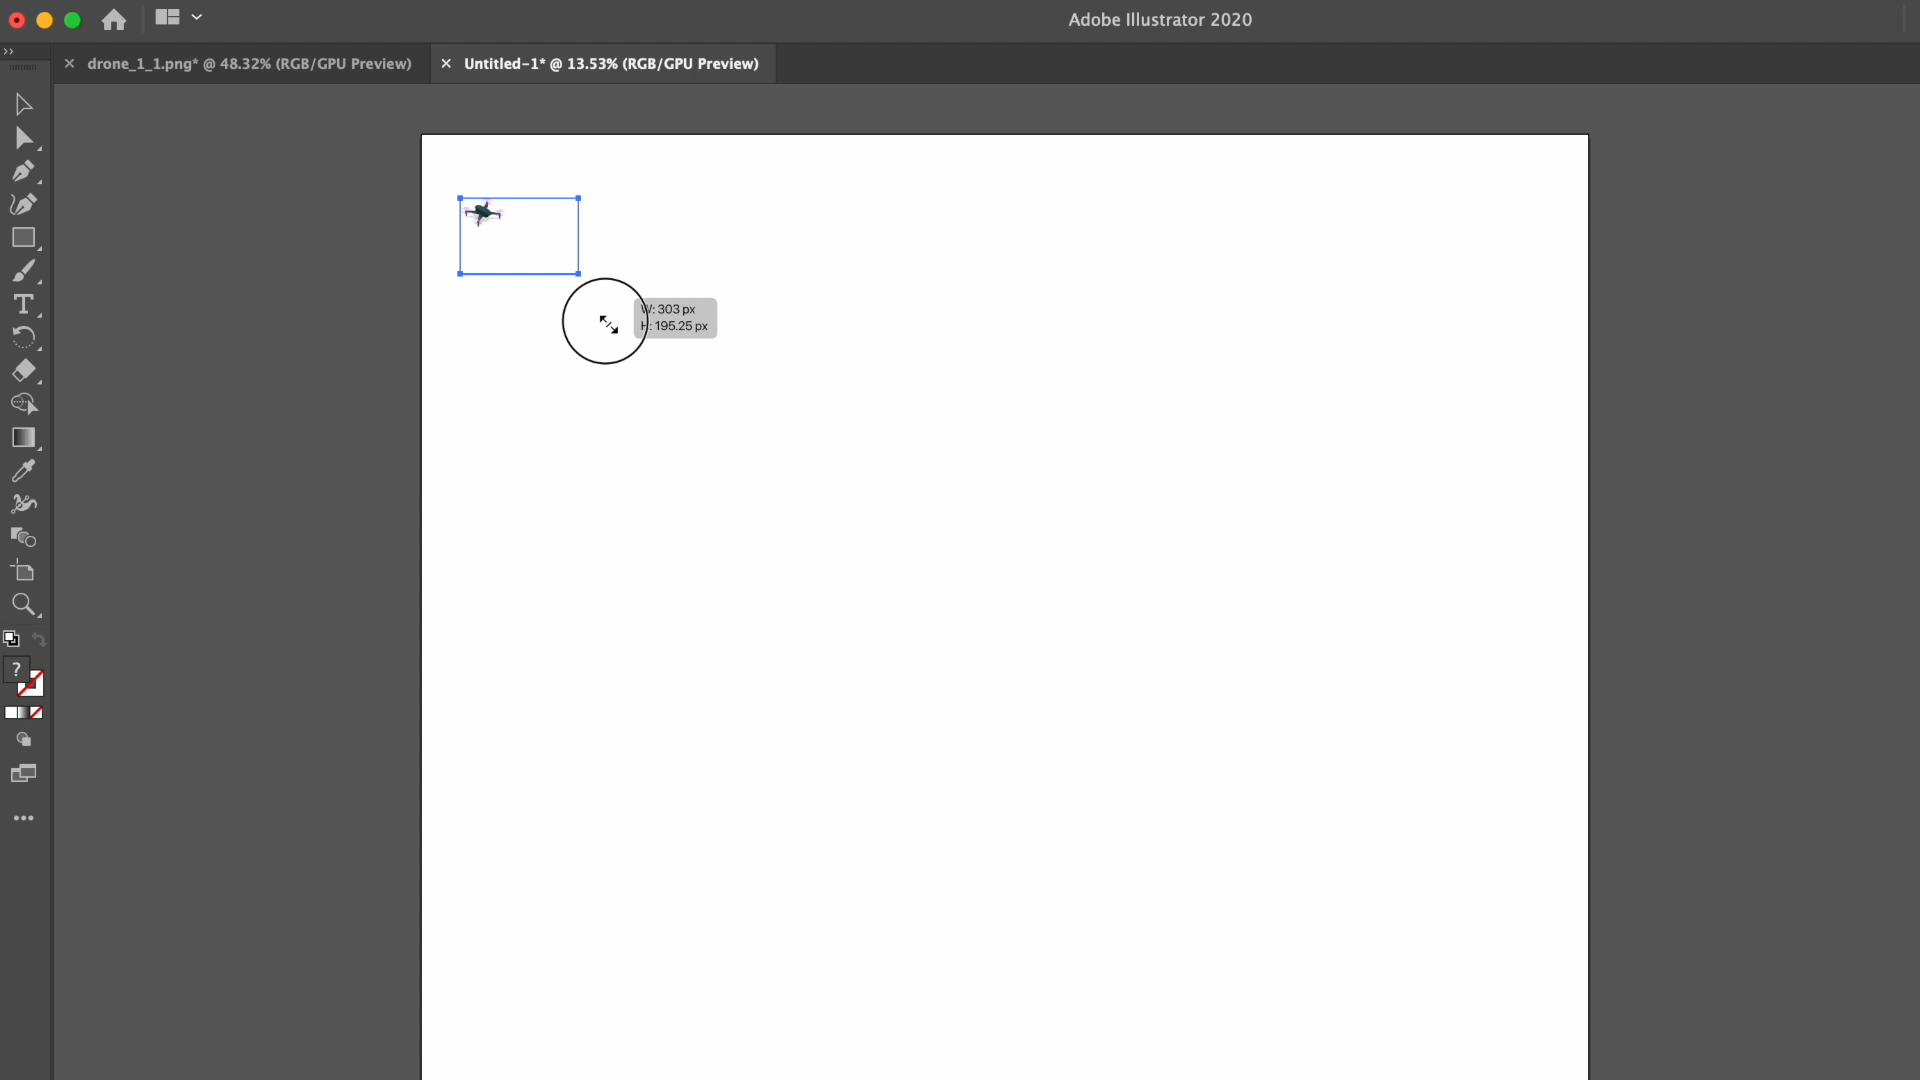 Adobe Illustrator 2020
drone_1_1.png* @ 48.32% (RGB/GPU Preview)
Untitled-1* @ 13.53% (RGB/GPU Preview)
W: 303 px
H: 195.25 px
?